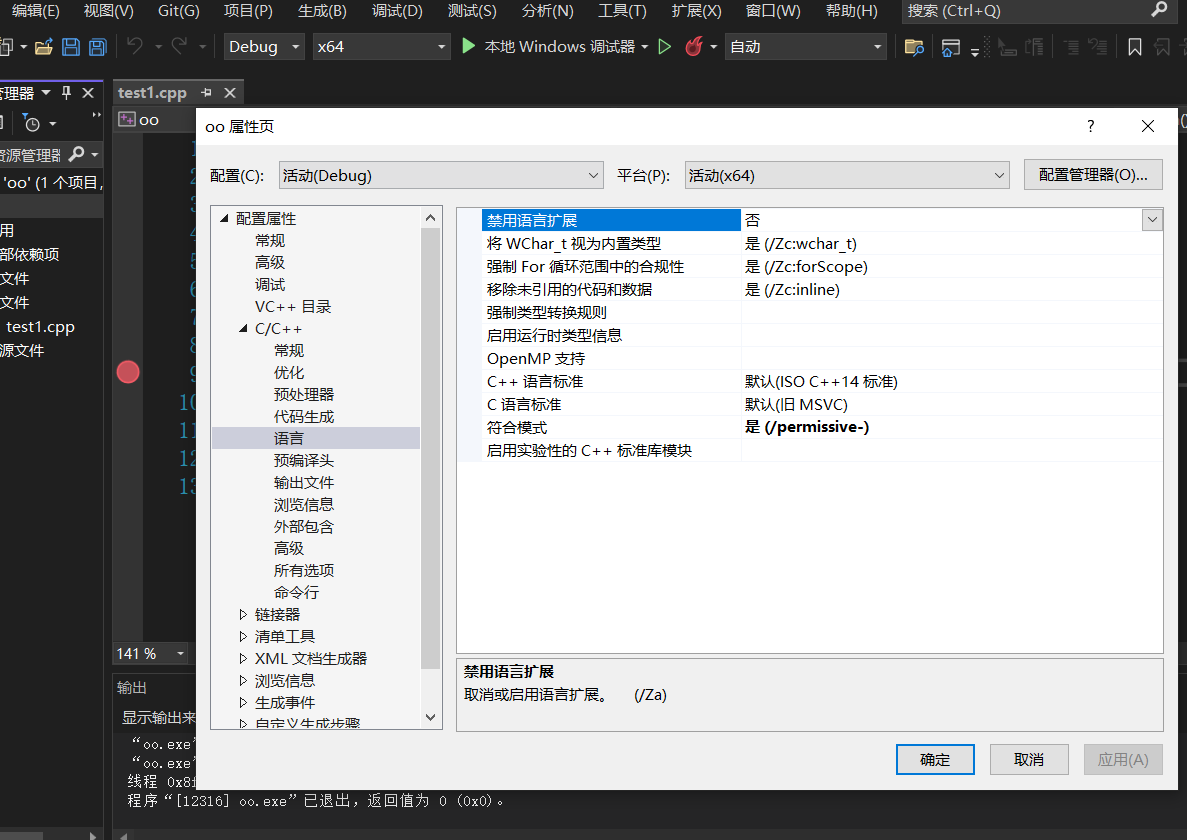 编辑(E) 视图(V) Git(G) 项目(P) 生成(B) 调试(D) 测试(S) 分析(N) 工具(T) 扩展(X) 窗口(W) 帮助(H) 搜索 (Ctrl+Q)
Debug x64 本地 Windows 调试器 自动
管理器 test1.cpp
oo
资源管理器
'oo' (1 个项目,
用
部依赖项
文件
文件
test1.cpp
源文件
10
11
141 %
输出
显示输出来
“oo.exe”
“oo.exe”
线程 0x8f
程序“[12316] oo.exe”已退出，返回值为 0 (0x0)。
oo 属性页
配置(C): 活动(Debug) 平台(P): 活动(x64) 配置管理器(O)...
配置属性
常规
高级
调试
VC++ 目录
C/C++
常规
优化
预处理器
代码生成
语言
预编译头
输出文件
浏览信息
外部包含
高级
所有选项
命令行
链接器
清单工具
XML 文档生成器
浏览信息
生成事件
自定义生成步骤
禁用语言扩展 否
将 WChar_t 视为内置类型 是 (/Zc:wchar_t)
强制 For 循环范围中的合规性 是 (/Zc:forScope)
移除未引用的代码和数据 是 (/Zc:inline)
强制类型转换规则
启用运行时类型信息
OpenMP 支持
C++ 语言标准 默认(ISO C++14 标准)
C 语言标准 默认(旧 MSVC)
符合模式 是 (/permissive-)
启用实验性的 C++ 标准库模块
禁用语言扩展
取消或启用语言扩展。 (/Za)
确定 取消 应用(A)